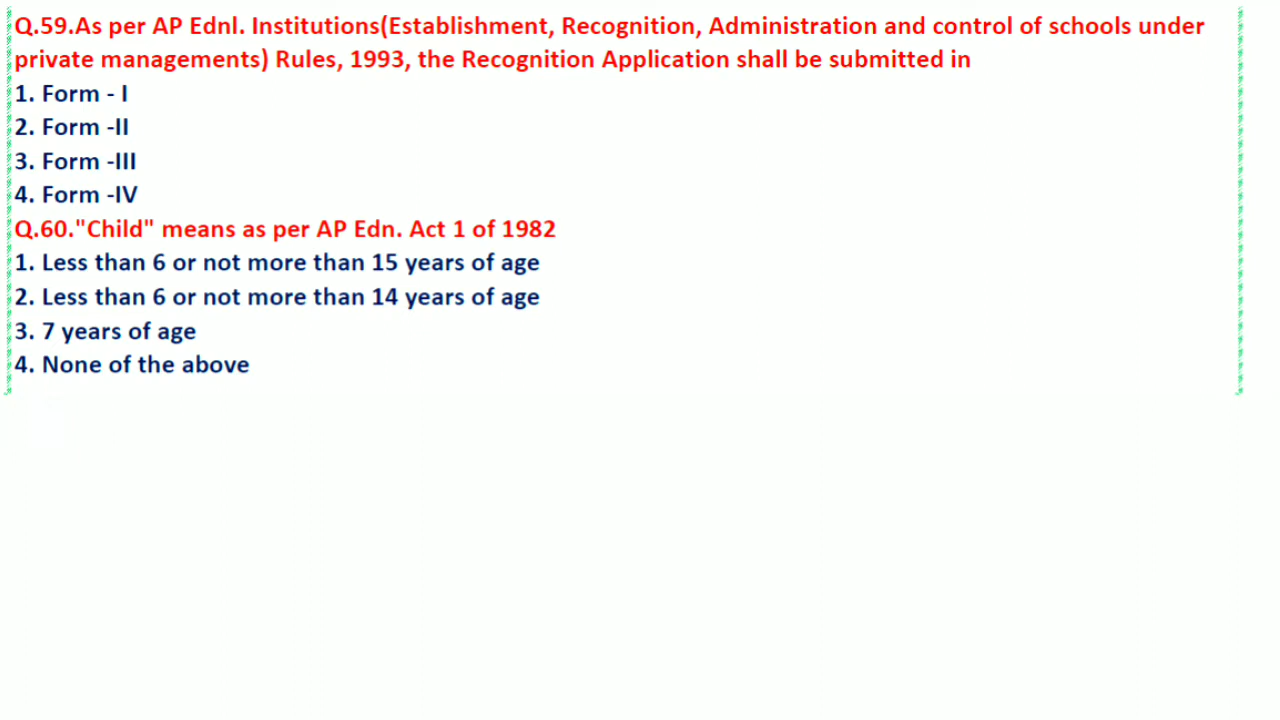 Q.59.As per AP Ednl. Institutions(Establishment, Recognition, Administration and control of schools under
private managements) Rules, 1993, the Recognition Application shall be submitted in
1. Form - I
2. Form -II
3. Form -III
4. Form -IV
Q.60."Child" means as per AP Edn. Act 1 of 1982
1. Less than 6 or not more than 15 years of age
2. Less than 6 or not more than 14 years of age
3. 7 years of age
4. None of the above